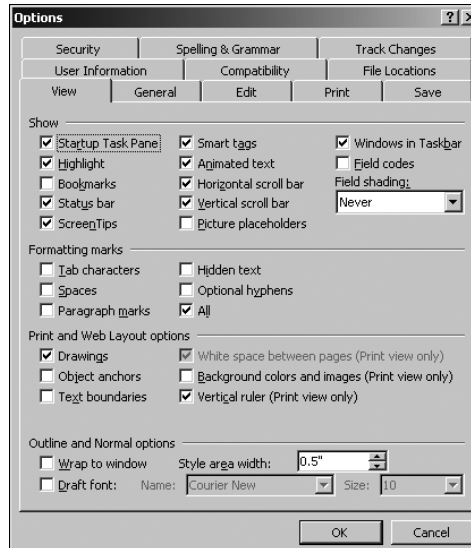 Options
Security Spelling & Grammar Track Changes
User Information Compatibility File Locations
View General Edit Print Save
Show
Startup Task Pane Smart tags Windows in Taskbar
Highlight Animated text Field codes
Bookmarks Horizontal scroll bar Field shading:
Status bar Vertical scroll bar Never
ScreenTips Picture placeholders
Formatting marks
Tab characters Hidden text
Spaces Optional hyphens
Paragraph marks All
Print and Web Layout options
Drawings White space between pages (Print view only)
Object anchors Background colors and images (Print view only)
Text boundaries Vertical ruler (Print view only)
Outline and Normal options
Wrap to window Style area width: 0.5"
Draft font: Name: Courier New Size: 10
OK Cancel